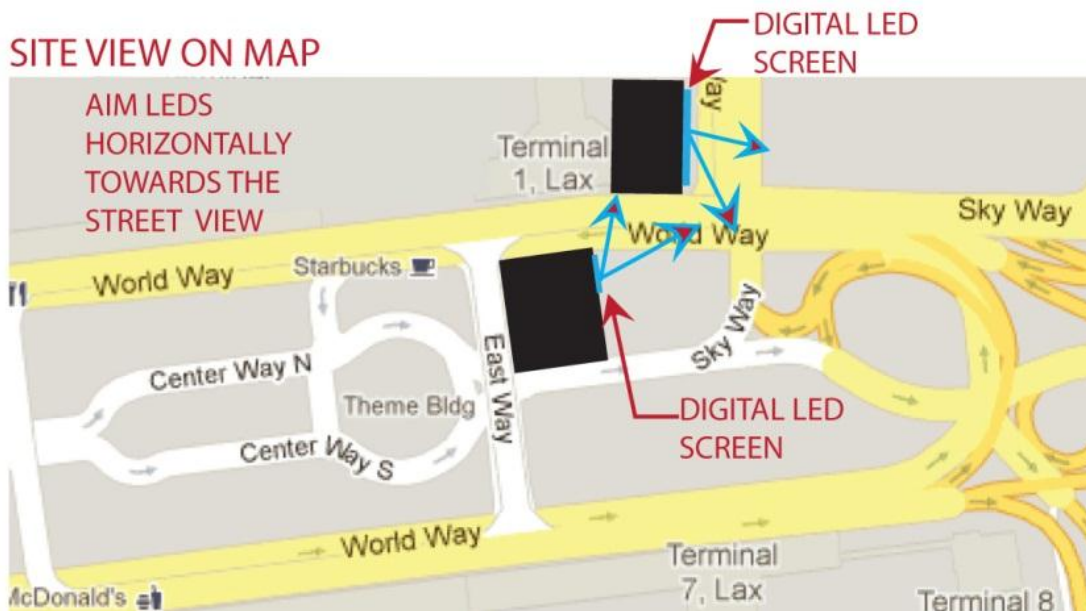 DIGITAL LED
SCREEN
SITE VIEW ON MAP
AIM LEDS
HORIZONTALLY
TOWARDS THE
STREET VIEW
Way
Terminal
1, Lax
Sky Way
World Way
World Way
Starbucks
Sky Way
East Way
Center Way N
Theme Bldg
DIGITAL LED
SCREEN
Center Way S
World Way
Terminal
7, Lax
McDonald's
Terminal 8